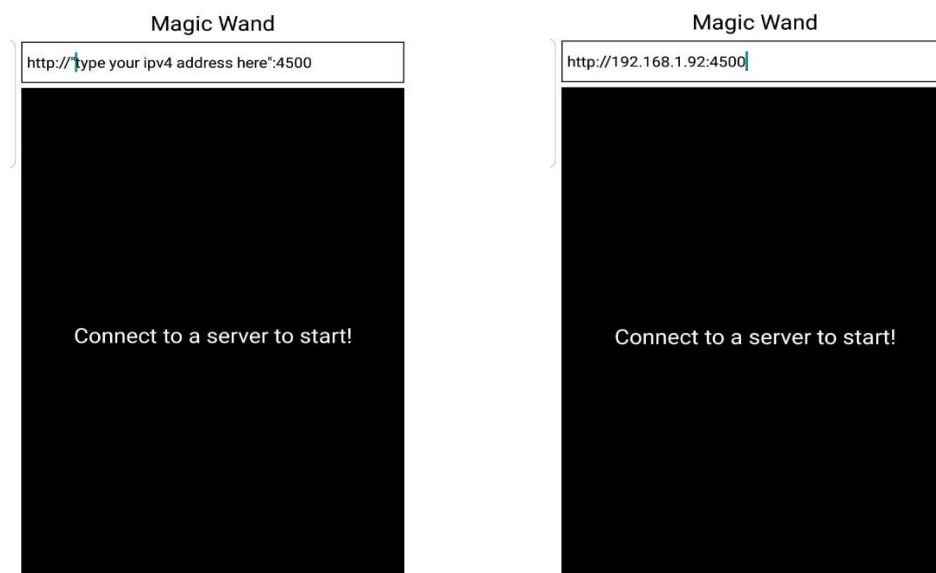 Magic Wand
http://"type your ipv4 address here":4500
Connect to a server to start!
Magic Wand
http://192.168.1.92:4500
Connect to a server to start!